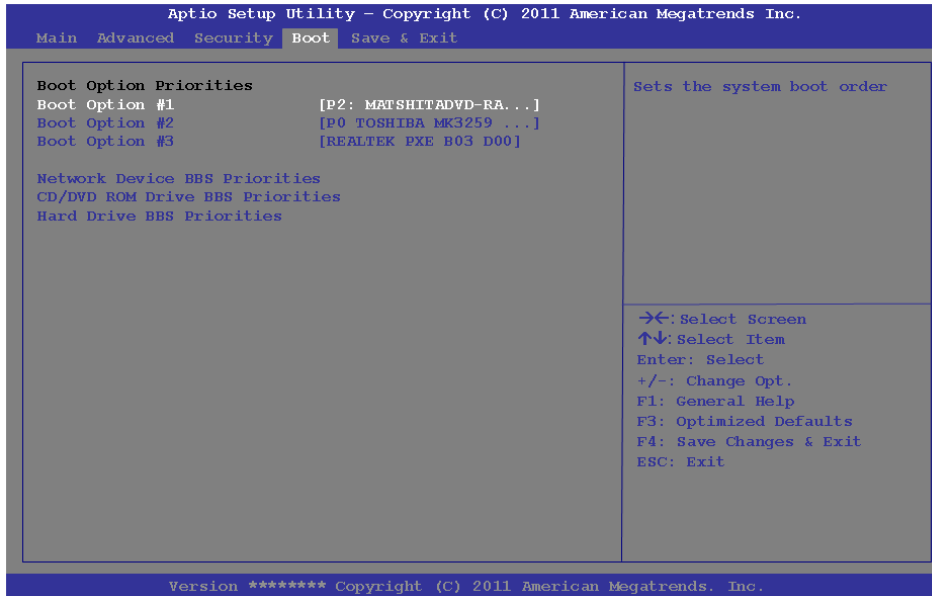 Aptio Setup Utility – Copyright (C) 2011 American Megatrends Inc.
Main Advanced Security Boot Save & Exit
Boot Option Priorities
Boot Option #1 [P2: MATSHITADVD-RA...]
Boot Option #2 [P0 TOSHIBA MK3259 ...]
Boot Option #3 [REALTEK PXE B03 D00]
Network Device BBS Priorities
CD/DVD ROM Drive BBS Priorities
Hard Drive BBS Priorities
Sets the system boot order
→←: Select Screen
↑↓: Select Item
Enter: Select
+/-: Change Opt.
F1: General Help
F3: Optimized Defaults
F4: Save Changes & Exit
ESC: Exit
Version ******** Copyright (C) 2011 American Megatrends. Inc.